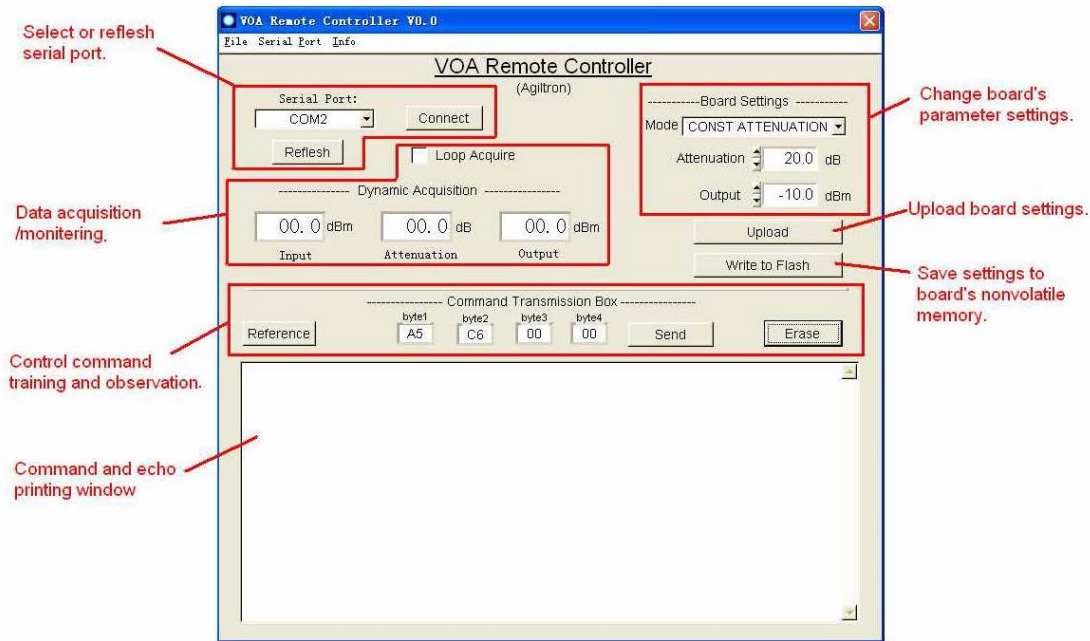 VOA Remote Controller V0.0
File Serial Port Info
VOA Remote Controller
(Agiltron)
Select or reflesh
serial port.
Serial Port:
COM2
Connect
Reflesh
Loop Acquire
----------Board Settings ----------
Mode CONST ATTENUATION
Attenuation 20.0 dB
Output -10.0 dBm
Change board's
parameter settings.
Data acquisition
/monitering.
--------------- Dynamic Acquisition ---------------
00.0 dBm 00.0 dB 00.0 dBm
Input Attenuation Output
Upload
Upload board settings.
Write to Flash
Save settings to
board's nonvolatile
memory.
--------------- Command Transmission Box ---------------
byte1 byte2 byte3 byte4
Reference A5 C6 00 00 Send Erase
Control command
training and observation.
Command and echo
printing window